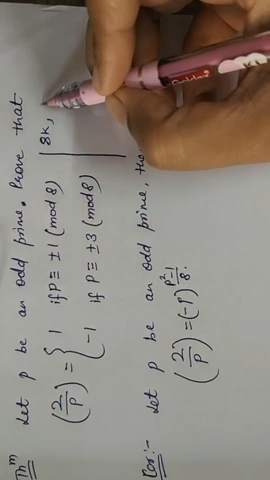 Thm Let p be an odd prime. Prove that
(2/p) = { 1 if p ≡ ±1 (mod 8)
-1 if p ≡ ±3 (mod 8)
8k,
Cor:- Let p be an odd prime, the
(2/p) = (-1)^((p²-1)/8).